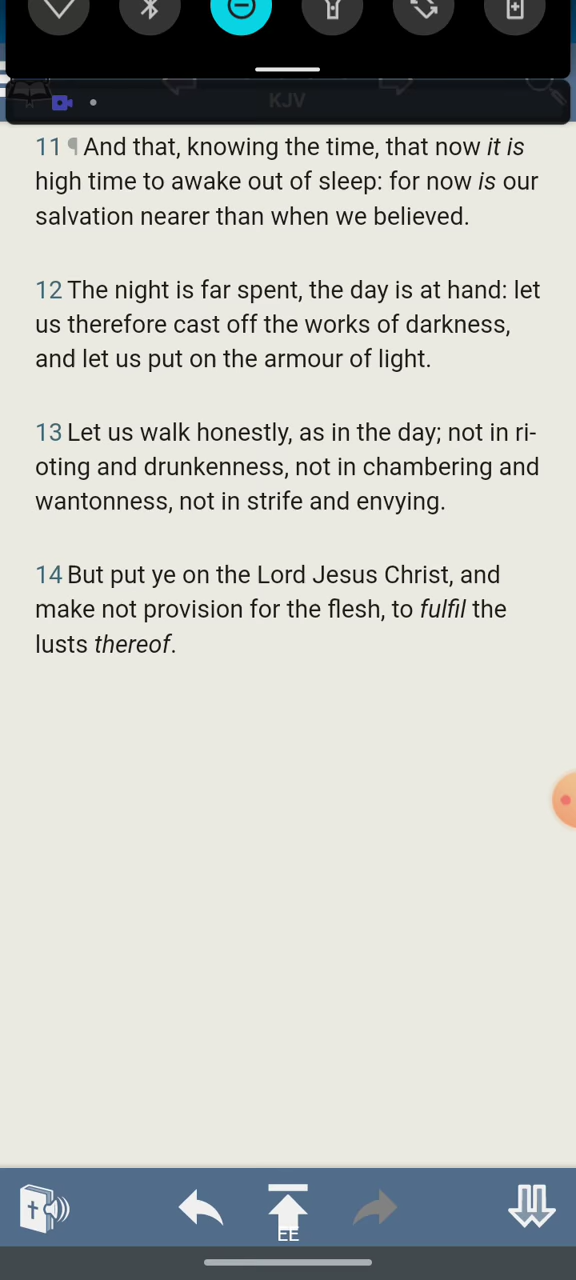 KJV
11 ¶ And that, knowing the time, that now it is
high time to awake out of sleep: for now is our
salvation nearer than when we believed.
12 The night is far spent, the day is at hand: let
us therefore cast off the works of darkness,
and let us put on the armour of light.
13 Let us walk honestly, as in the day; not in ri-
oting and drunkenness, not in chambering and
wantonness, not in strife and envying.
14 But put ye on the Lord Jesus Christ, and
make not provision for the flesh, to fulfil the
lusts thereof.
EE